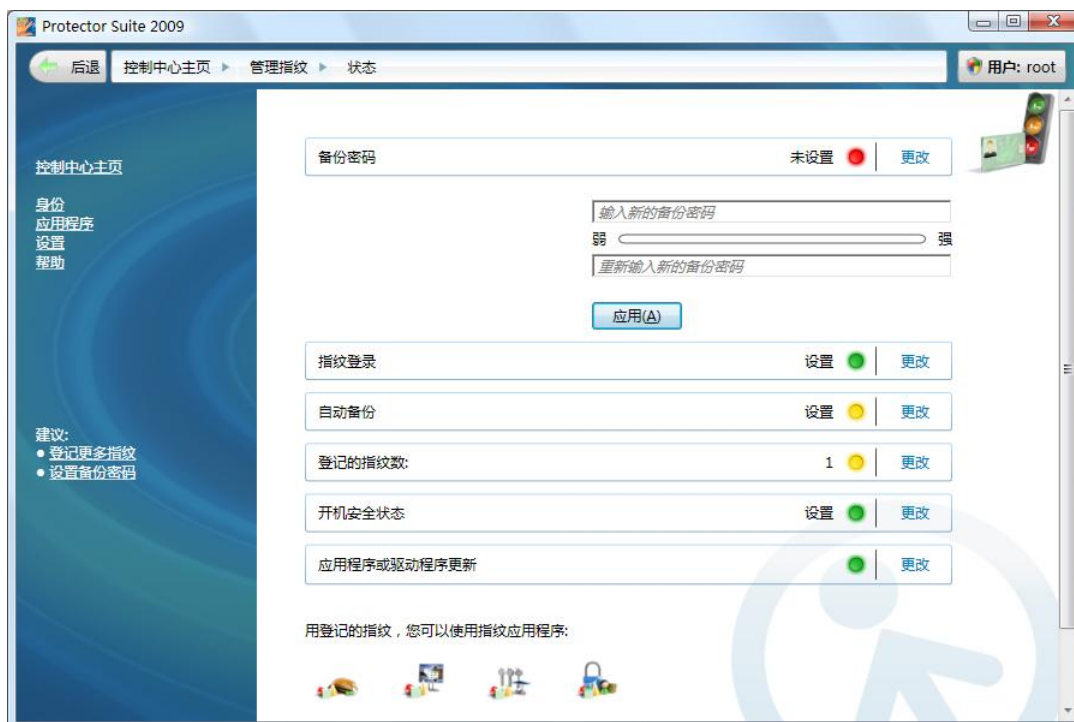 Protector Suite 2009
后退 控制中心主页 管理指纹 状态 用户: root
控制中心主页
身份
应用程序
设置
帮助
建议:
• 登记更多指纹
• 设置备份密码
备份密码 未设置 更改
输入新的备份密码
弱 强
重新输入新的备份密码
应用(A)
指纹登录 设置 更改
自动备份 设置 更改
登记的指纹数: 1 更改
开机安全状态 设置 更改
应用程序或驱动程序更新 更改
用登记的指纹，您可以使用指纹应用程序: